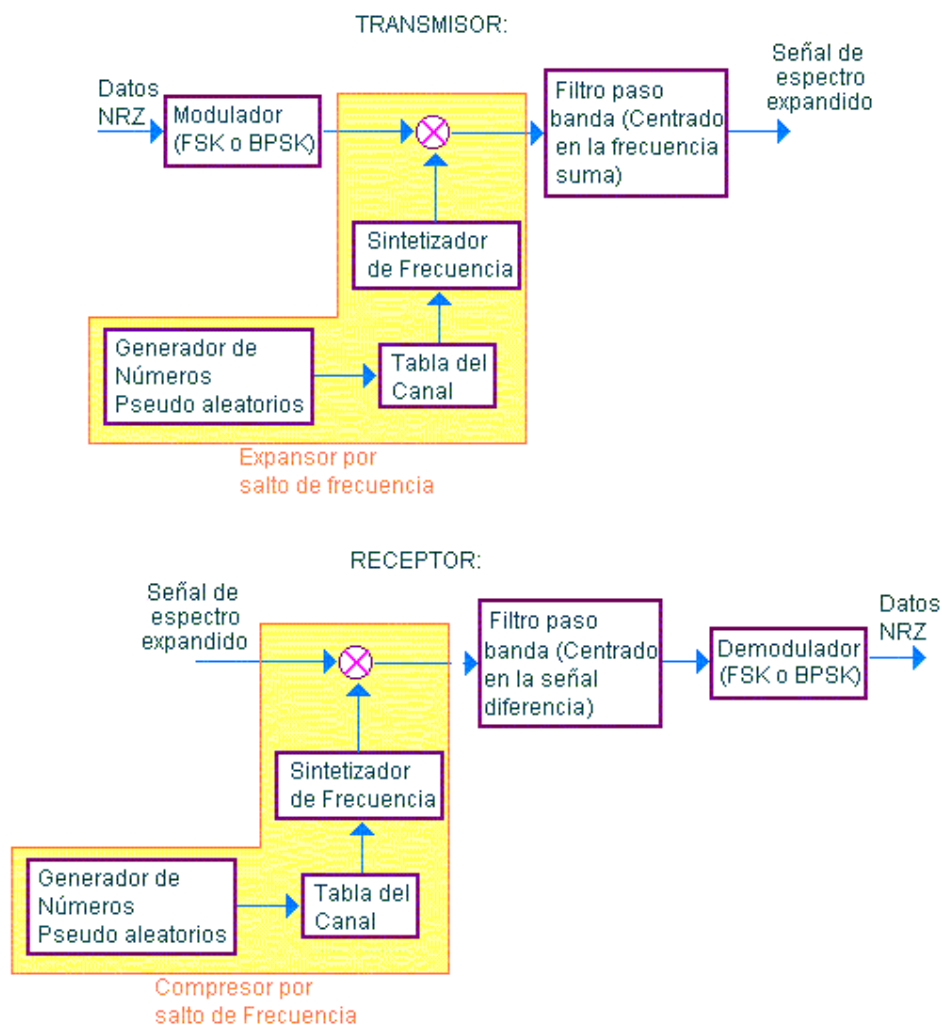 TRANSMISOR:
Datos
NRZ
Modulador
(FSK o BPSK)
Filtro paso
banda (Centrado
en la frecuencia
suma)
Señal de
espectro
expandido
Sintetizador
de Frecuencia
Generador de
Números
Pseudo aleatorios
Tabla del
Canal
Expansor por
salto de frecuencia
RECEPTOR:
Señal de
espectro
expandido
Filtro paso
banda (Centrado
en la señal
diferencia)
Demodulador
(FSK o BPSK)
Datos
NRZ
Sintetizador
de Frecuencia
Generador de
Números
Pseudo aleatorios
Tabla del
Canal
Compresor por
salto de Frecuencia